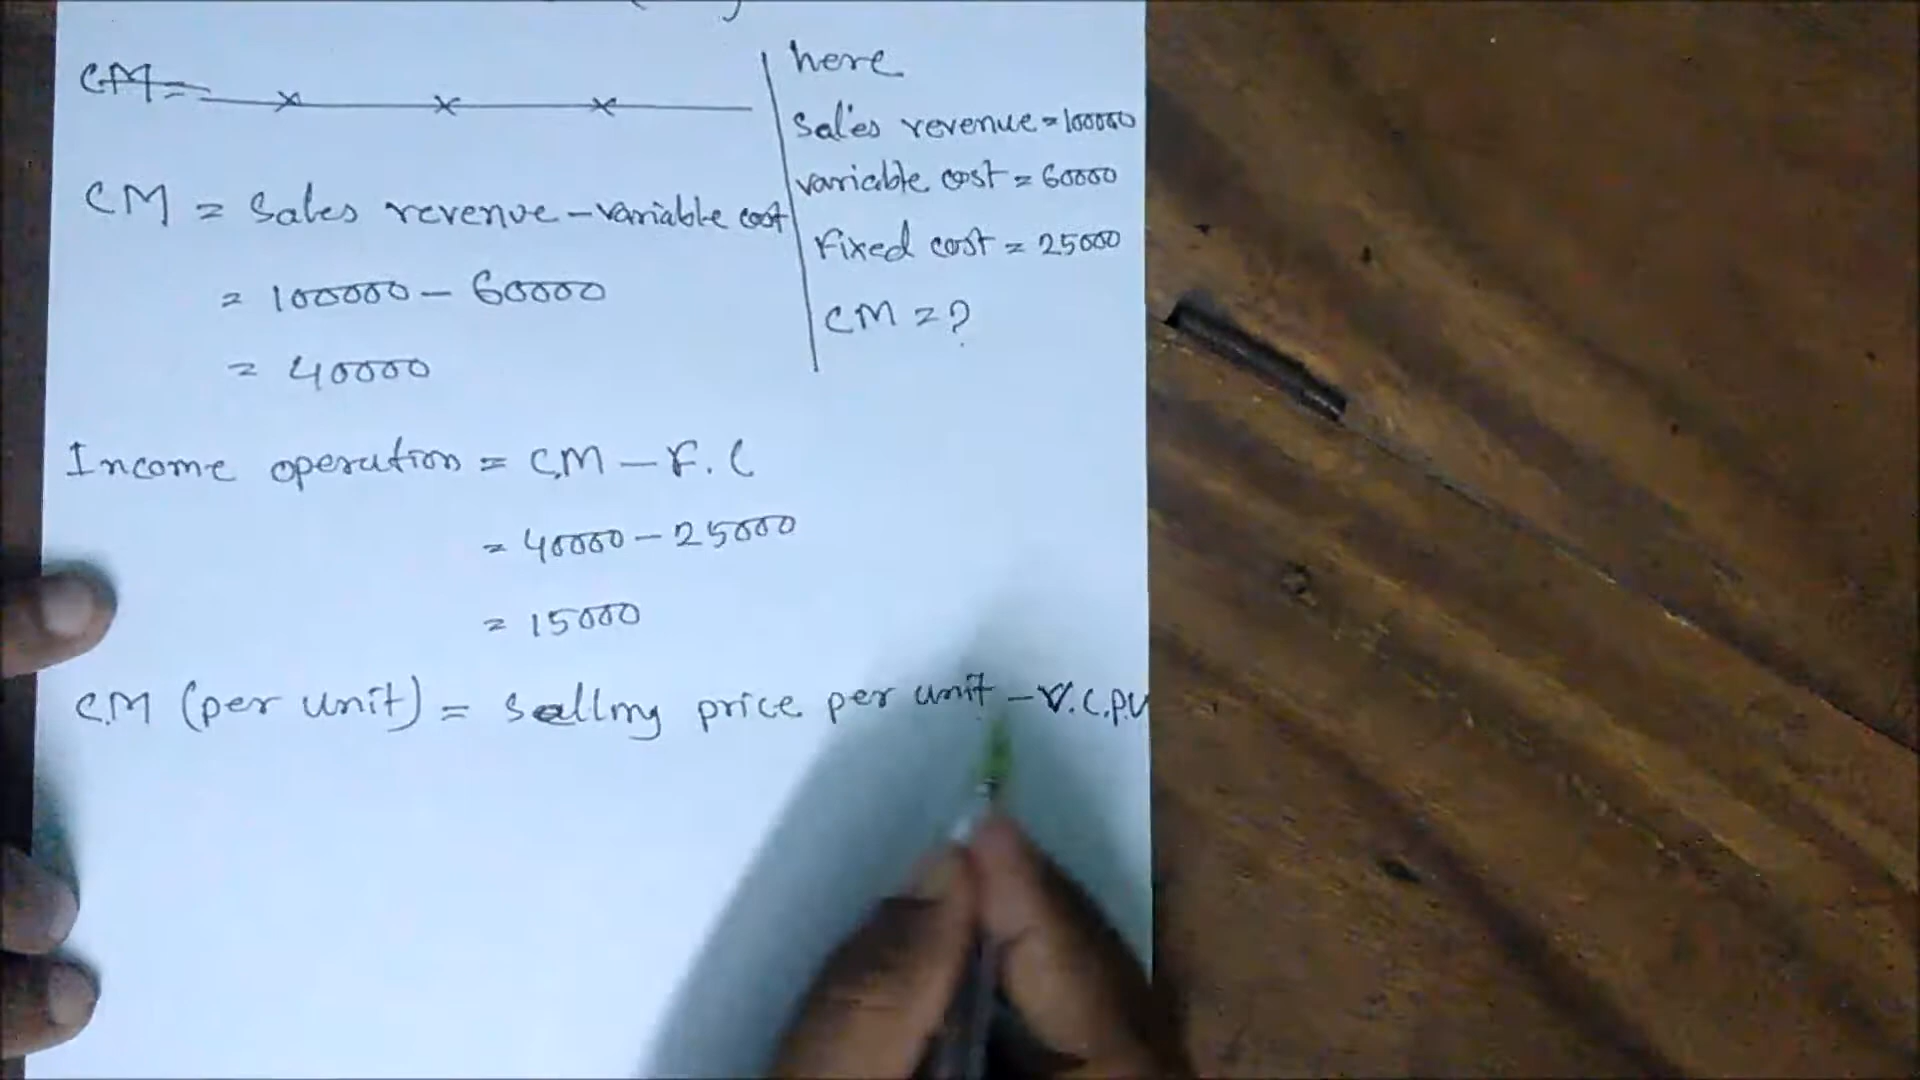 CM =
CM = Sales revenue - variable cost
= 100000 - 60000
= 40000
here
Sales revenue = 100000
variable cost = 60000
Fixed cost = 25000
CM = ?
Income operation = C.M - F.C
= 40000 - 25000
= 15000
C.M (per unit) = Selling price per unit - V.C.P.U